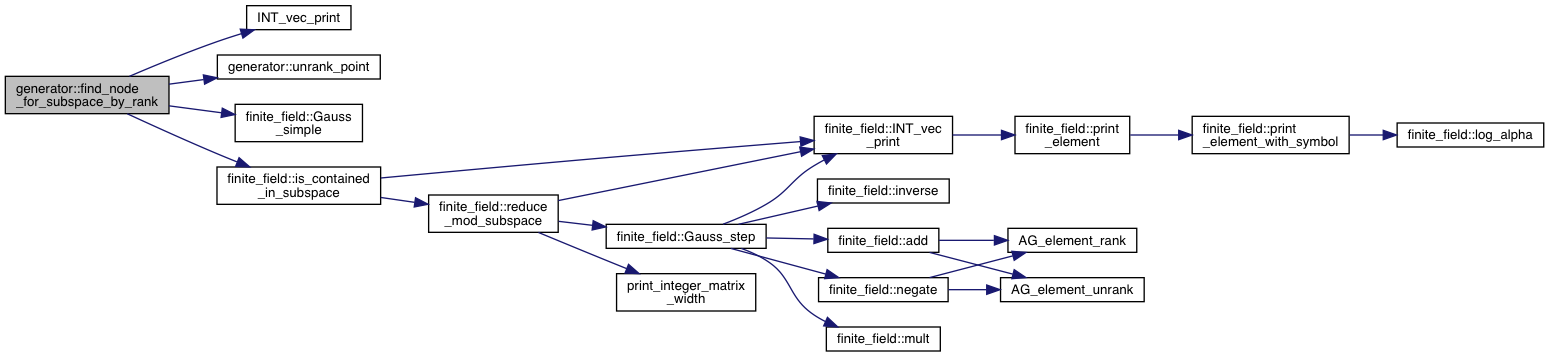 generator::find_node
_for_subspace_by_rank
INT_vec_print
generator::unrank_point
finite_field::Gauss
_simple
finite_field::is_contained
_in_subspace
finite_field::reduce
_mod_subspace
finite_field::Gauss_step
print_integer_matrix
_width
finite_field::INT_vec
_print
finite_field::inverse
finite_field::add
finite_field::negate
finite_field::mult
finite_field::print
_element
AG_element_rank
AG_element_unrank
finite_field::print
_element_with_symbol
finite_field::log_alpha